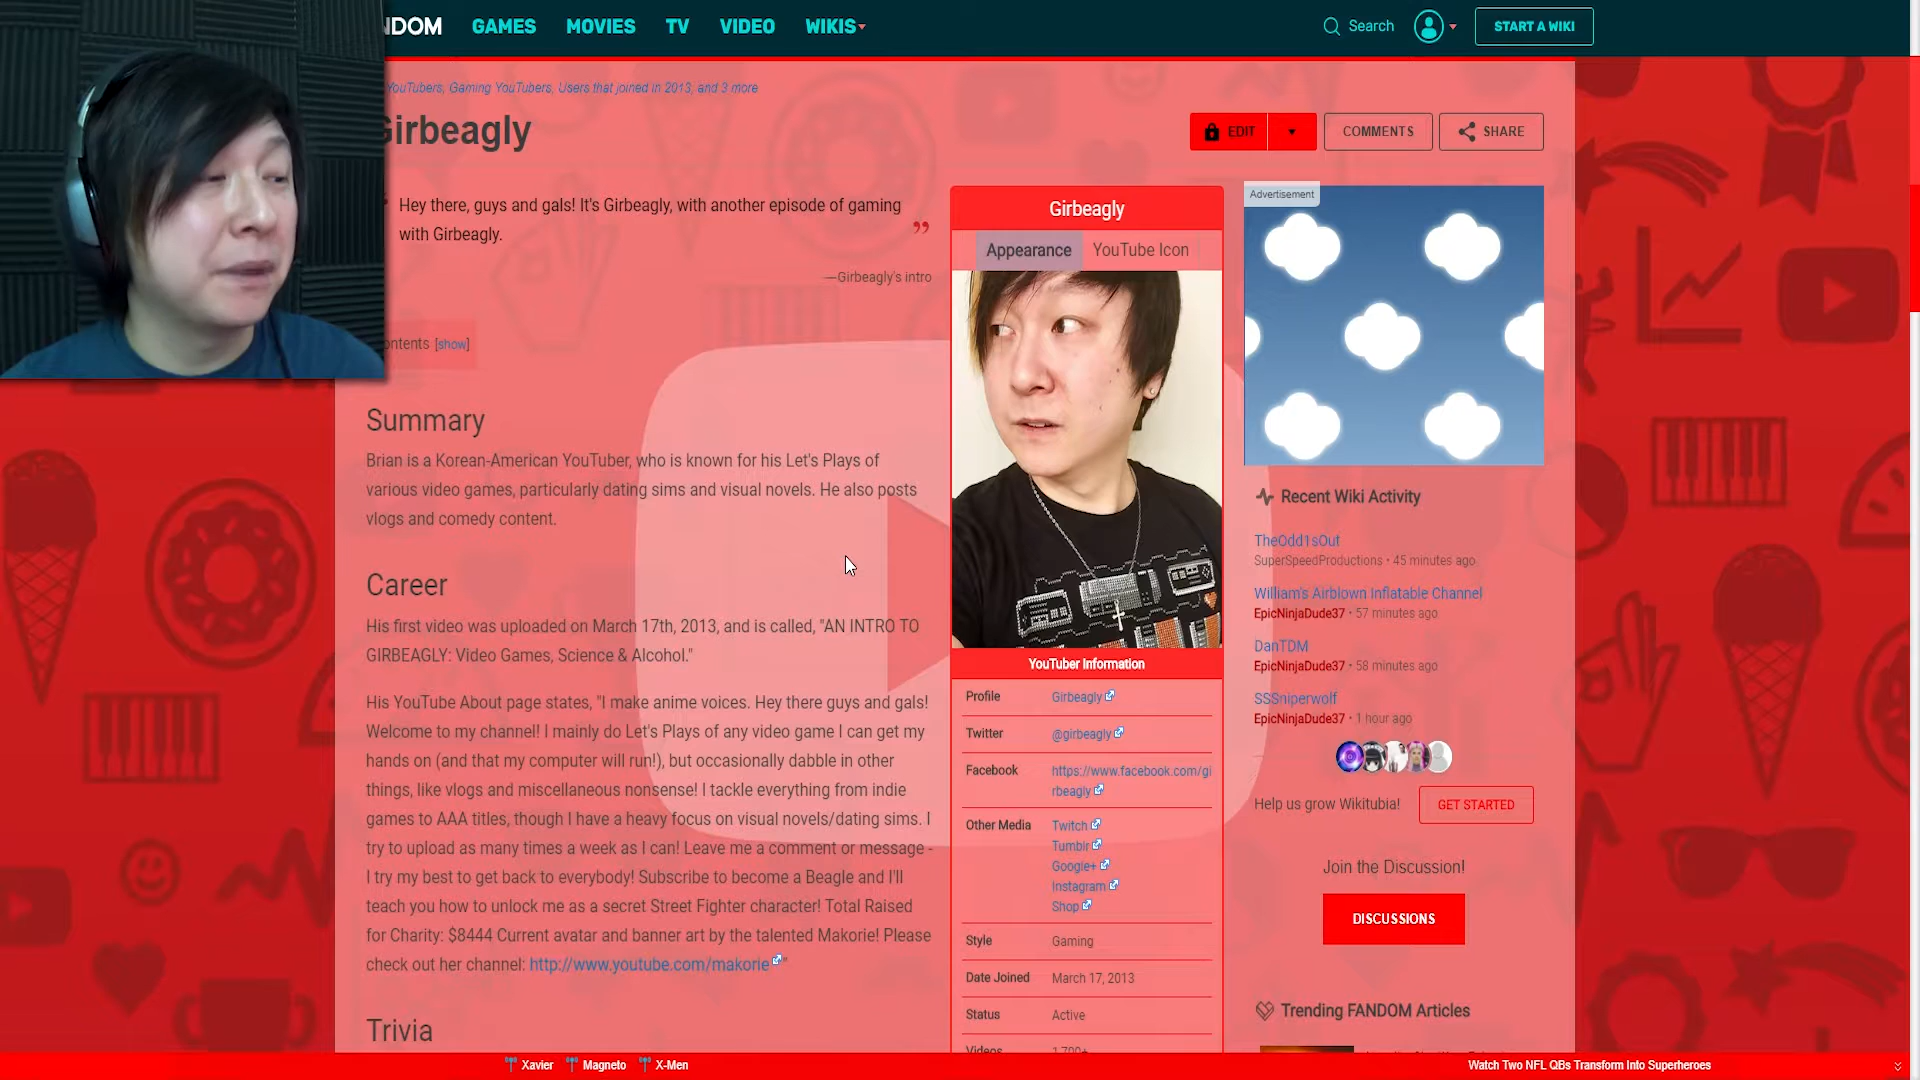 NDOM GAMES MOVIES TV VIDEO WIKIS Search START A WIKI
YouTubers, Gaming YouTubers, Users that joined in 2013, and 3 more
Girbeagly
EDIT COMMENTS SHARE
Hey there, guys and gals! It's Girbeagly, with another episode of gaming
with Girbeagly.
”
—Girbeagly's intro
ontents [show]
Summary
Brian is a Korean-American YouTuber, who is known for his Let's Plays of
various video games, particularly dating sims and visual novels. He also posts
vlogs and comedy content.
Career
His first video was uploaded on March 17th, 2013, and is called, "AN INTRO TO
GIRBEAGLY: Video Games, Science & Alcohol."
His YouTube About page states, "I make anime voices. Hey there guys and gals!
Welcome to my channel! I mainly do Let's Plays of any video game I can get my
hands on (and that my computer will run!), but occasionally dabble in other
things, like vlogs and miscellaneous nonsense! I tackle everything from indie
games to AAA titles, though I have a heavy focus on visual novels/dating sims. I
try to upload as many times a week as I can! Leave me a comment or message -
I try my best to get back to everybody! Subscribe to become a Beagle and I'll
teach you how to unlock me as a secret Street Fighter character! Total Raised
for Charity: $8444 Current avatar and banner art by the talented Makorie! Please
check out her channel: http://www.youtube.com/makorie "
Trivia
Girbeagly
Appearance YouTube Icon
YouTuber Information
Profile Girbeagly
Twitter @girbeagly
Facebook https://www.facebook.com/gi
rbeagly
Other Media Twitch
Tumblr
Google+
Instagram
Shop
Style Gaming
Date Joined March 17, 2013
Status Active
Videos 1,700+
Advertisement
Recent Wiki Activity
TheOdd1sOut
SuperSpeedProductions • 45 minutes ago
William's Airblown Inflatable Channel
EpicNinjaDude37 • 57 minutes ago
DanTDM
EpicNinjaDude37 • 58 minutes ago
SSSniperwolf
EpicNinjaDude37 • 1 hour ago
Help us grow Wikitubia! GET STARTED
Join the Discussion!
DISCUSSIONS
Trending FANDOM Articles
Xavier Magneto X-Men Watch Two NFL QBs Transform Into Superheroes